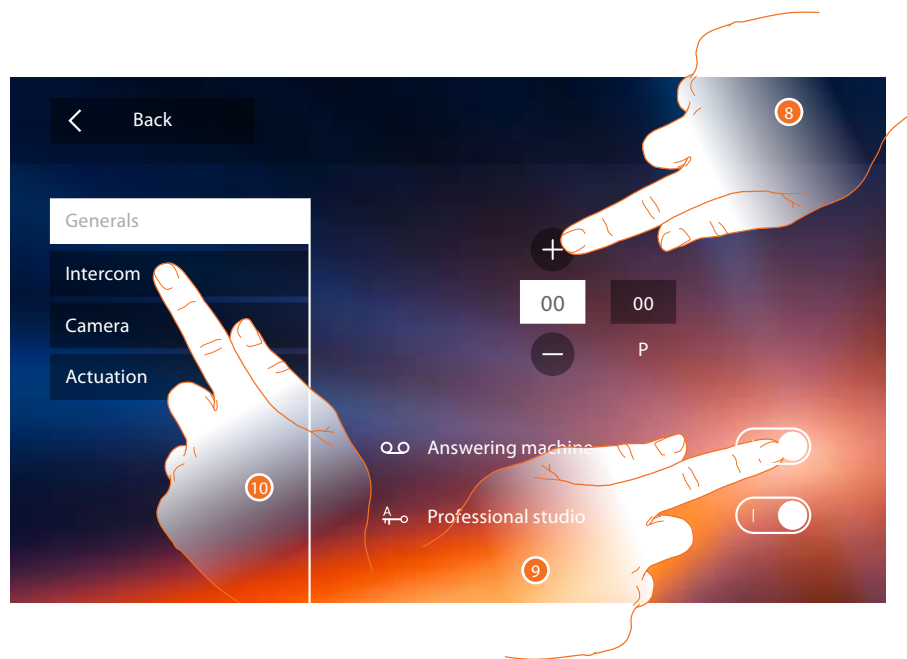 8
Back
Generals
Intercom
+
Camera
00 00
Actuation
− P
Answering machine
10
A
Professional studio
9